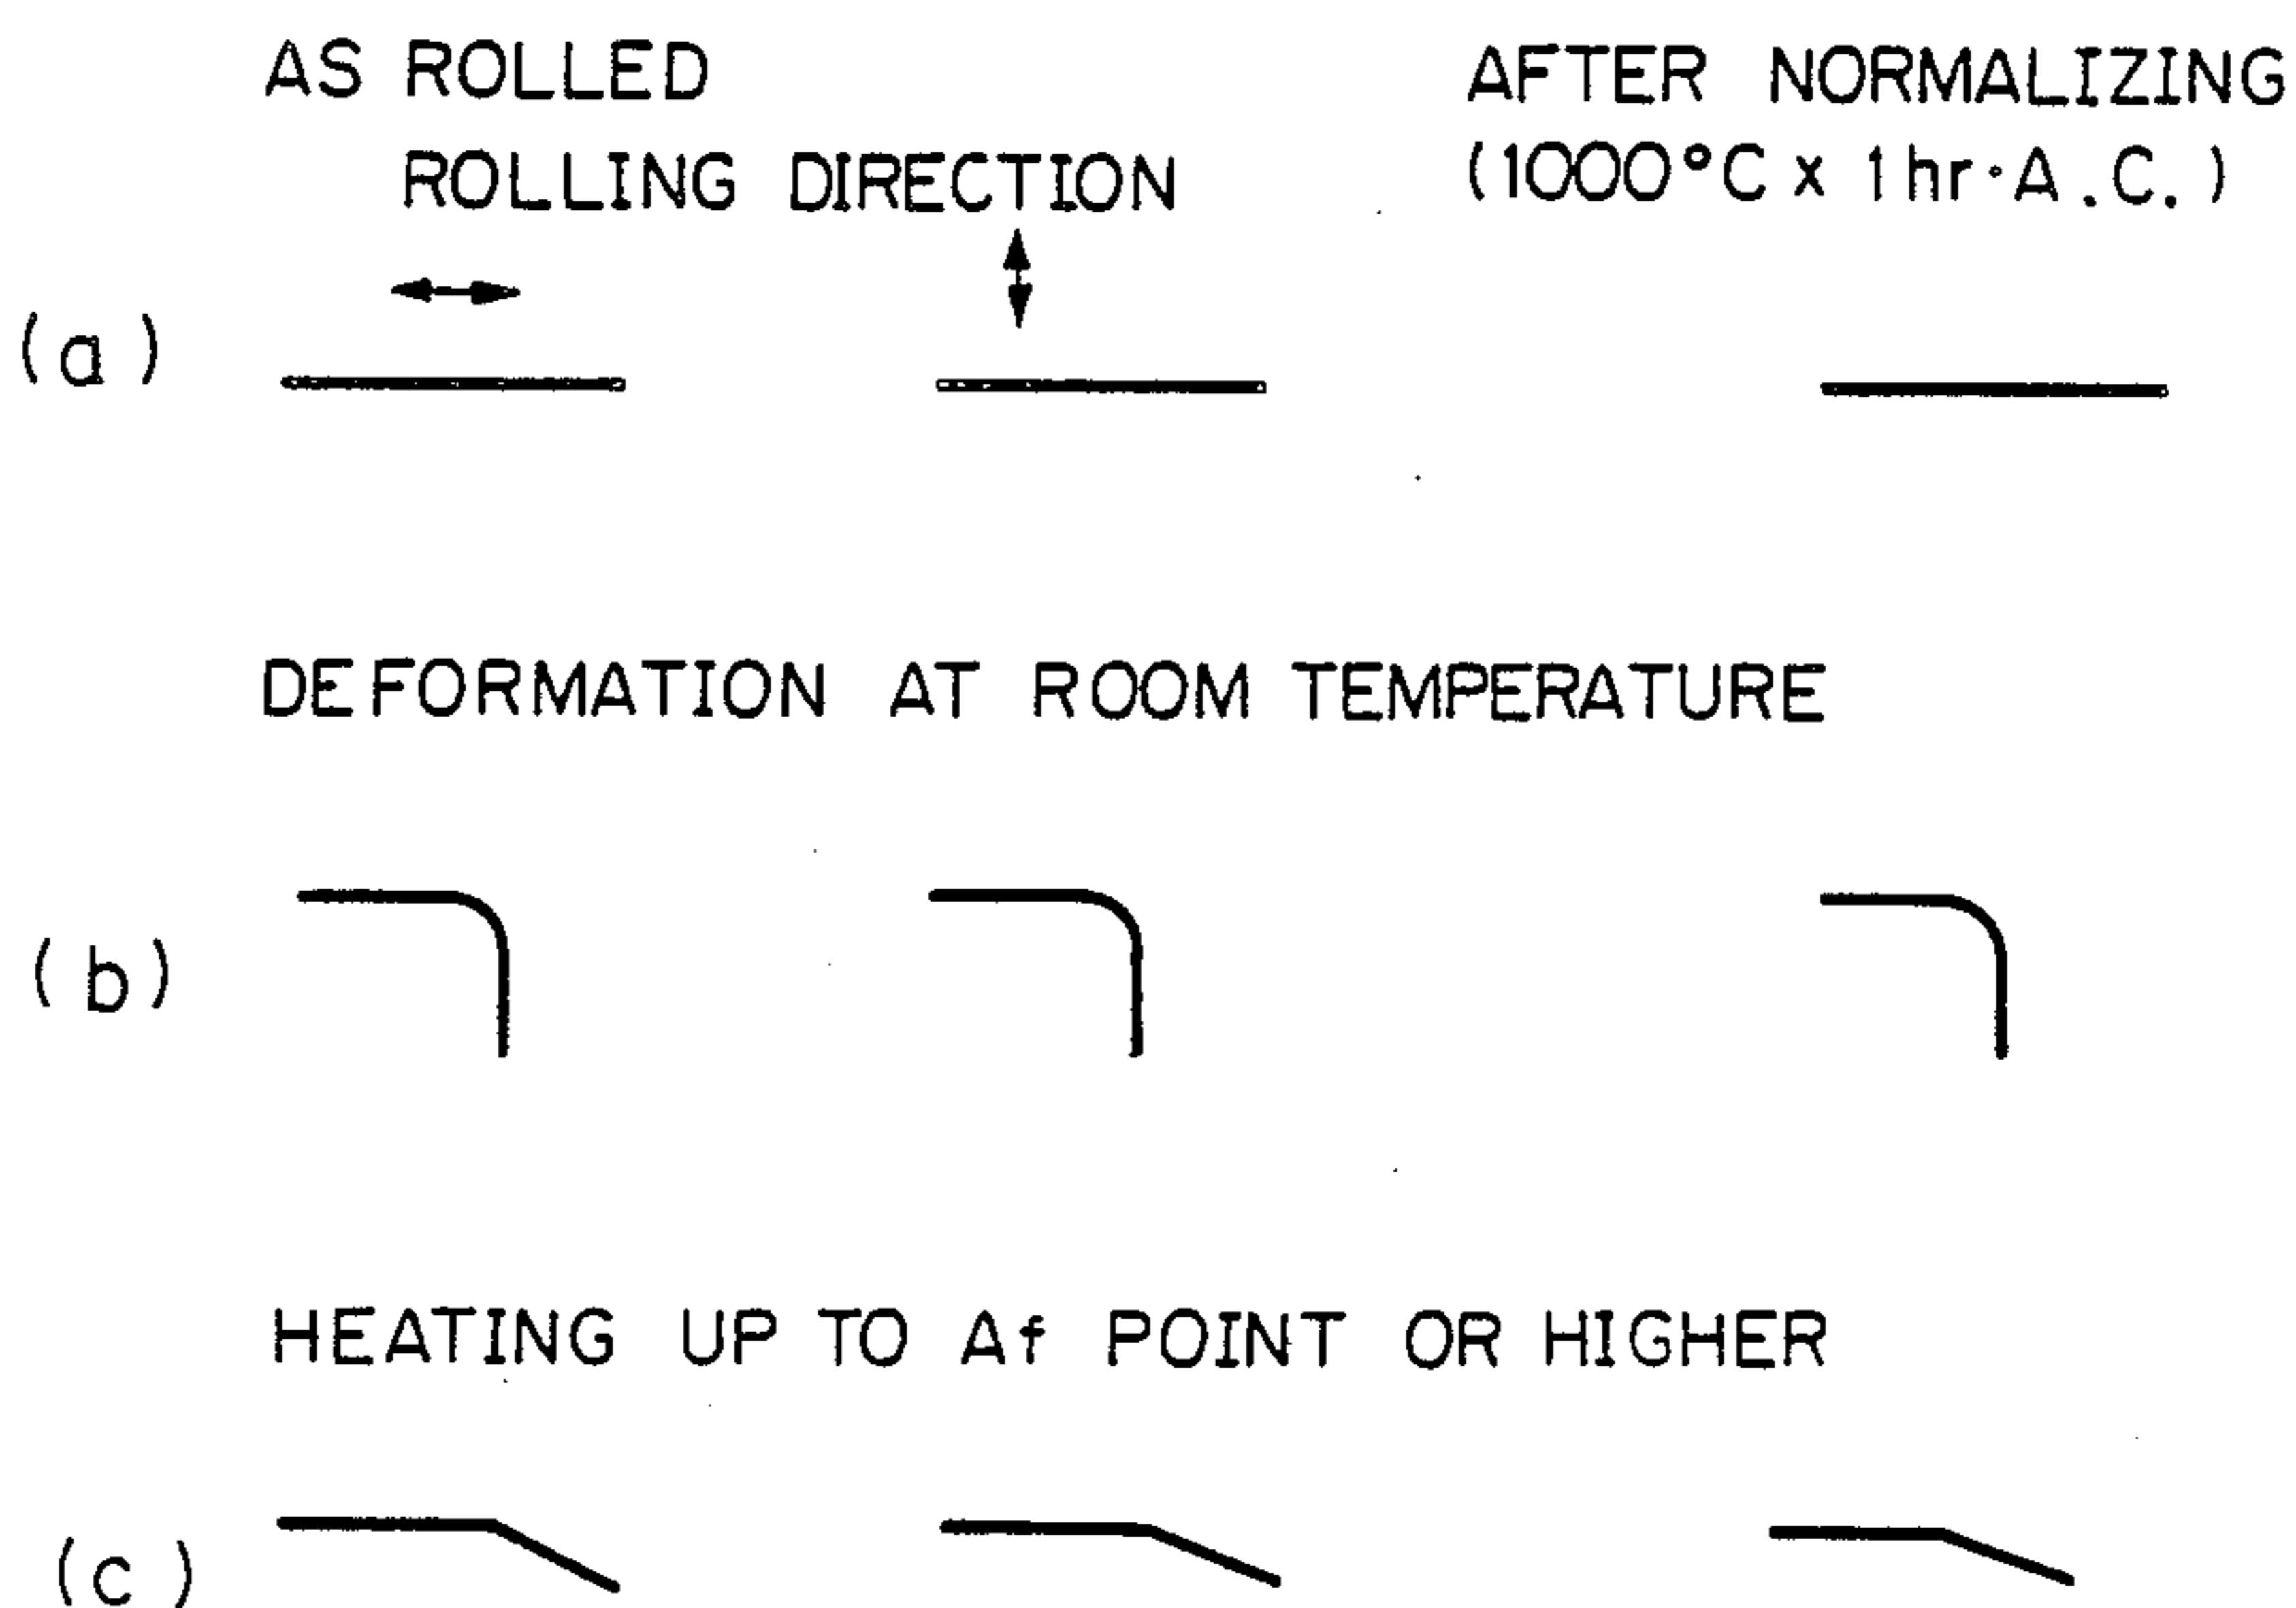 AS ROLLED
ROLLING DIRECTION
AFTER NORMALIZING
(1000°C x 1hr·A.C.)
(a)
DEFORMATION AT ROOM TEMPERATURE
(b)
HEATING UP TO Af POINT OR HIGHER
(c)